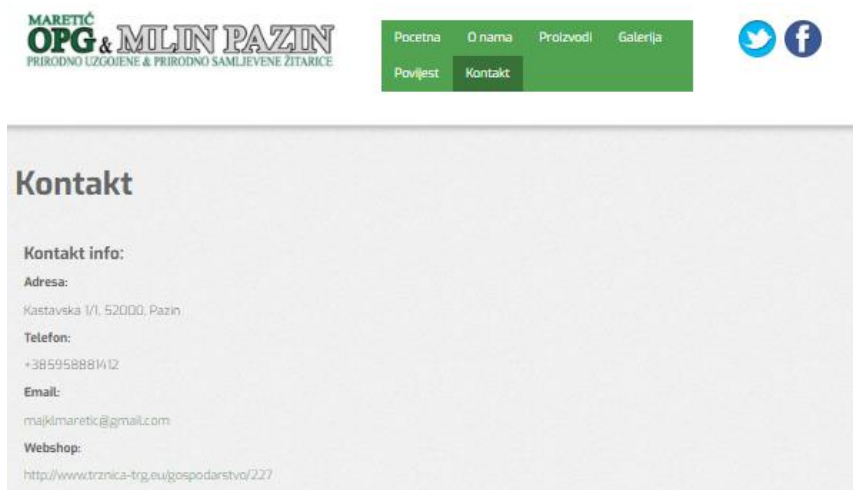 MARETIĆ
OPG & MLIN PAZIN
PRIRODNO UZGOJENE & PRIRODNO SAMLJEVENE ŽITARICE
Pocetna O nama Proizvodi Galerija
Povijest Kontakt
Kontakt
Kontakt info:
Adresa:
Kastavska 1/1, 52000, Pazin
Telefon:
+385958881412
Email:
majklmaretic@gmail.com
Webshop:
http://www.trznica-trg.eu/gospodarstvo/227